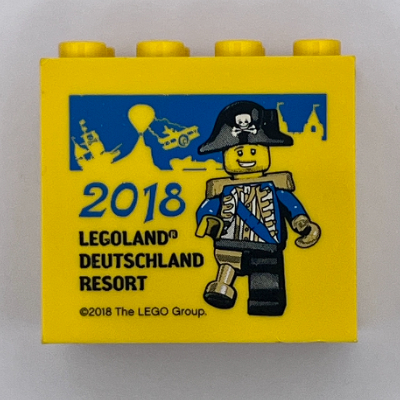 2018
LEGOLAND®
DEUTSCHLAND
RESORT
©2018 The LEGO Group.